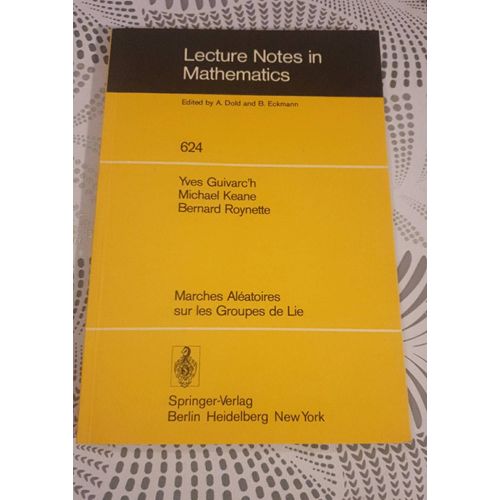 Lecture Notes in
Mathematics
Edited by A. Dold and B. Eckmann
624
Yves Guivarc'h
Michael Keane
Bernard Roynette
Marches Aléatoires
sur les Groupes de Lie
Springer-Verlag
Berlin Heidelberg New York